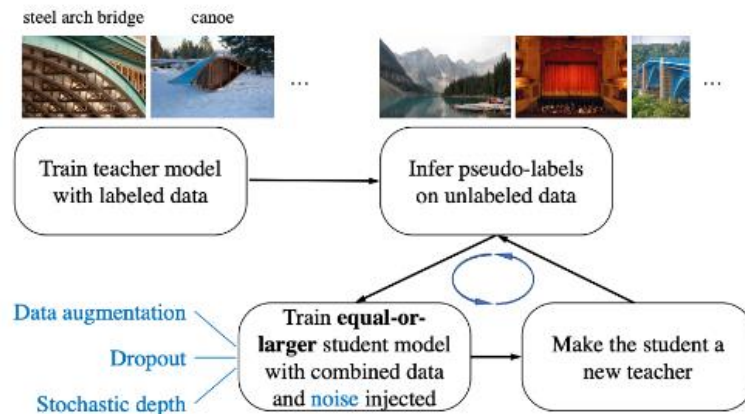 steel arch bridge
canoe
...
...
Train teacher model
with labeled data
Infer pseudo-labels
on unlabeled data
Data augmentation
Dropout
Stochastic depth
Train equal-or-
larger student model
with combined data
and noise injected
Make the student a
new teacher